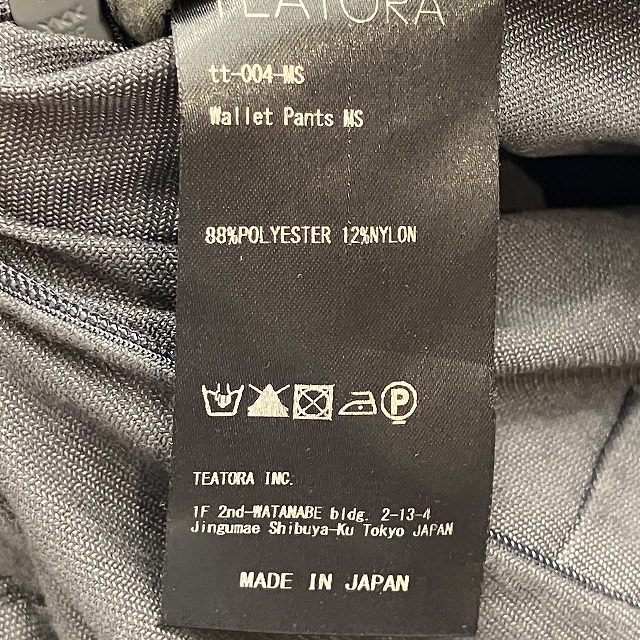 TEATORA
tt-004-MS
Wallet Pants MS
88%POLYESTER 12%NYLON
P
TEATORA INC.
1F 2nd-WATANABE bldg. 2-13-4
Jingumae Shibuya-Ku Tokyo JAPAN
MADE IN JAPAN